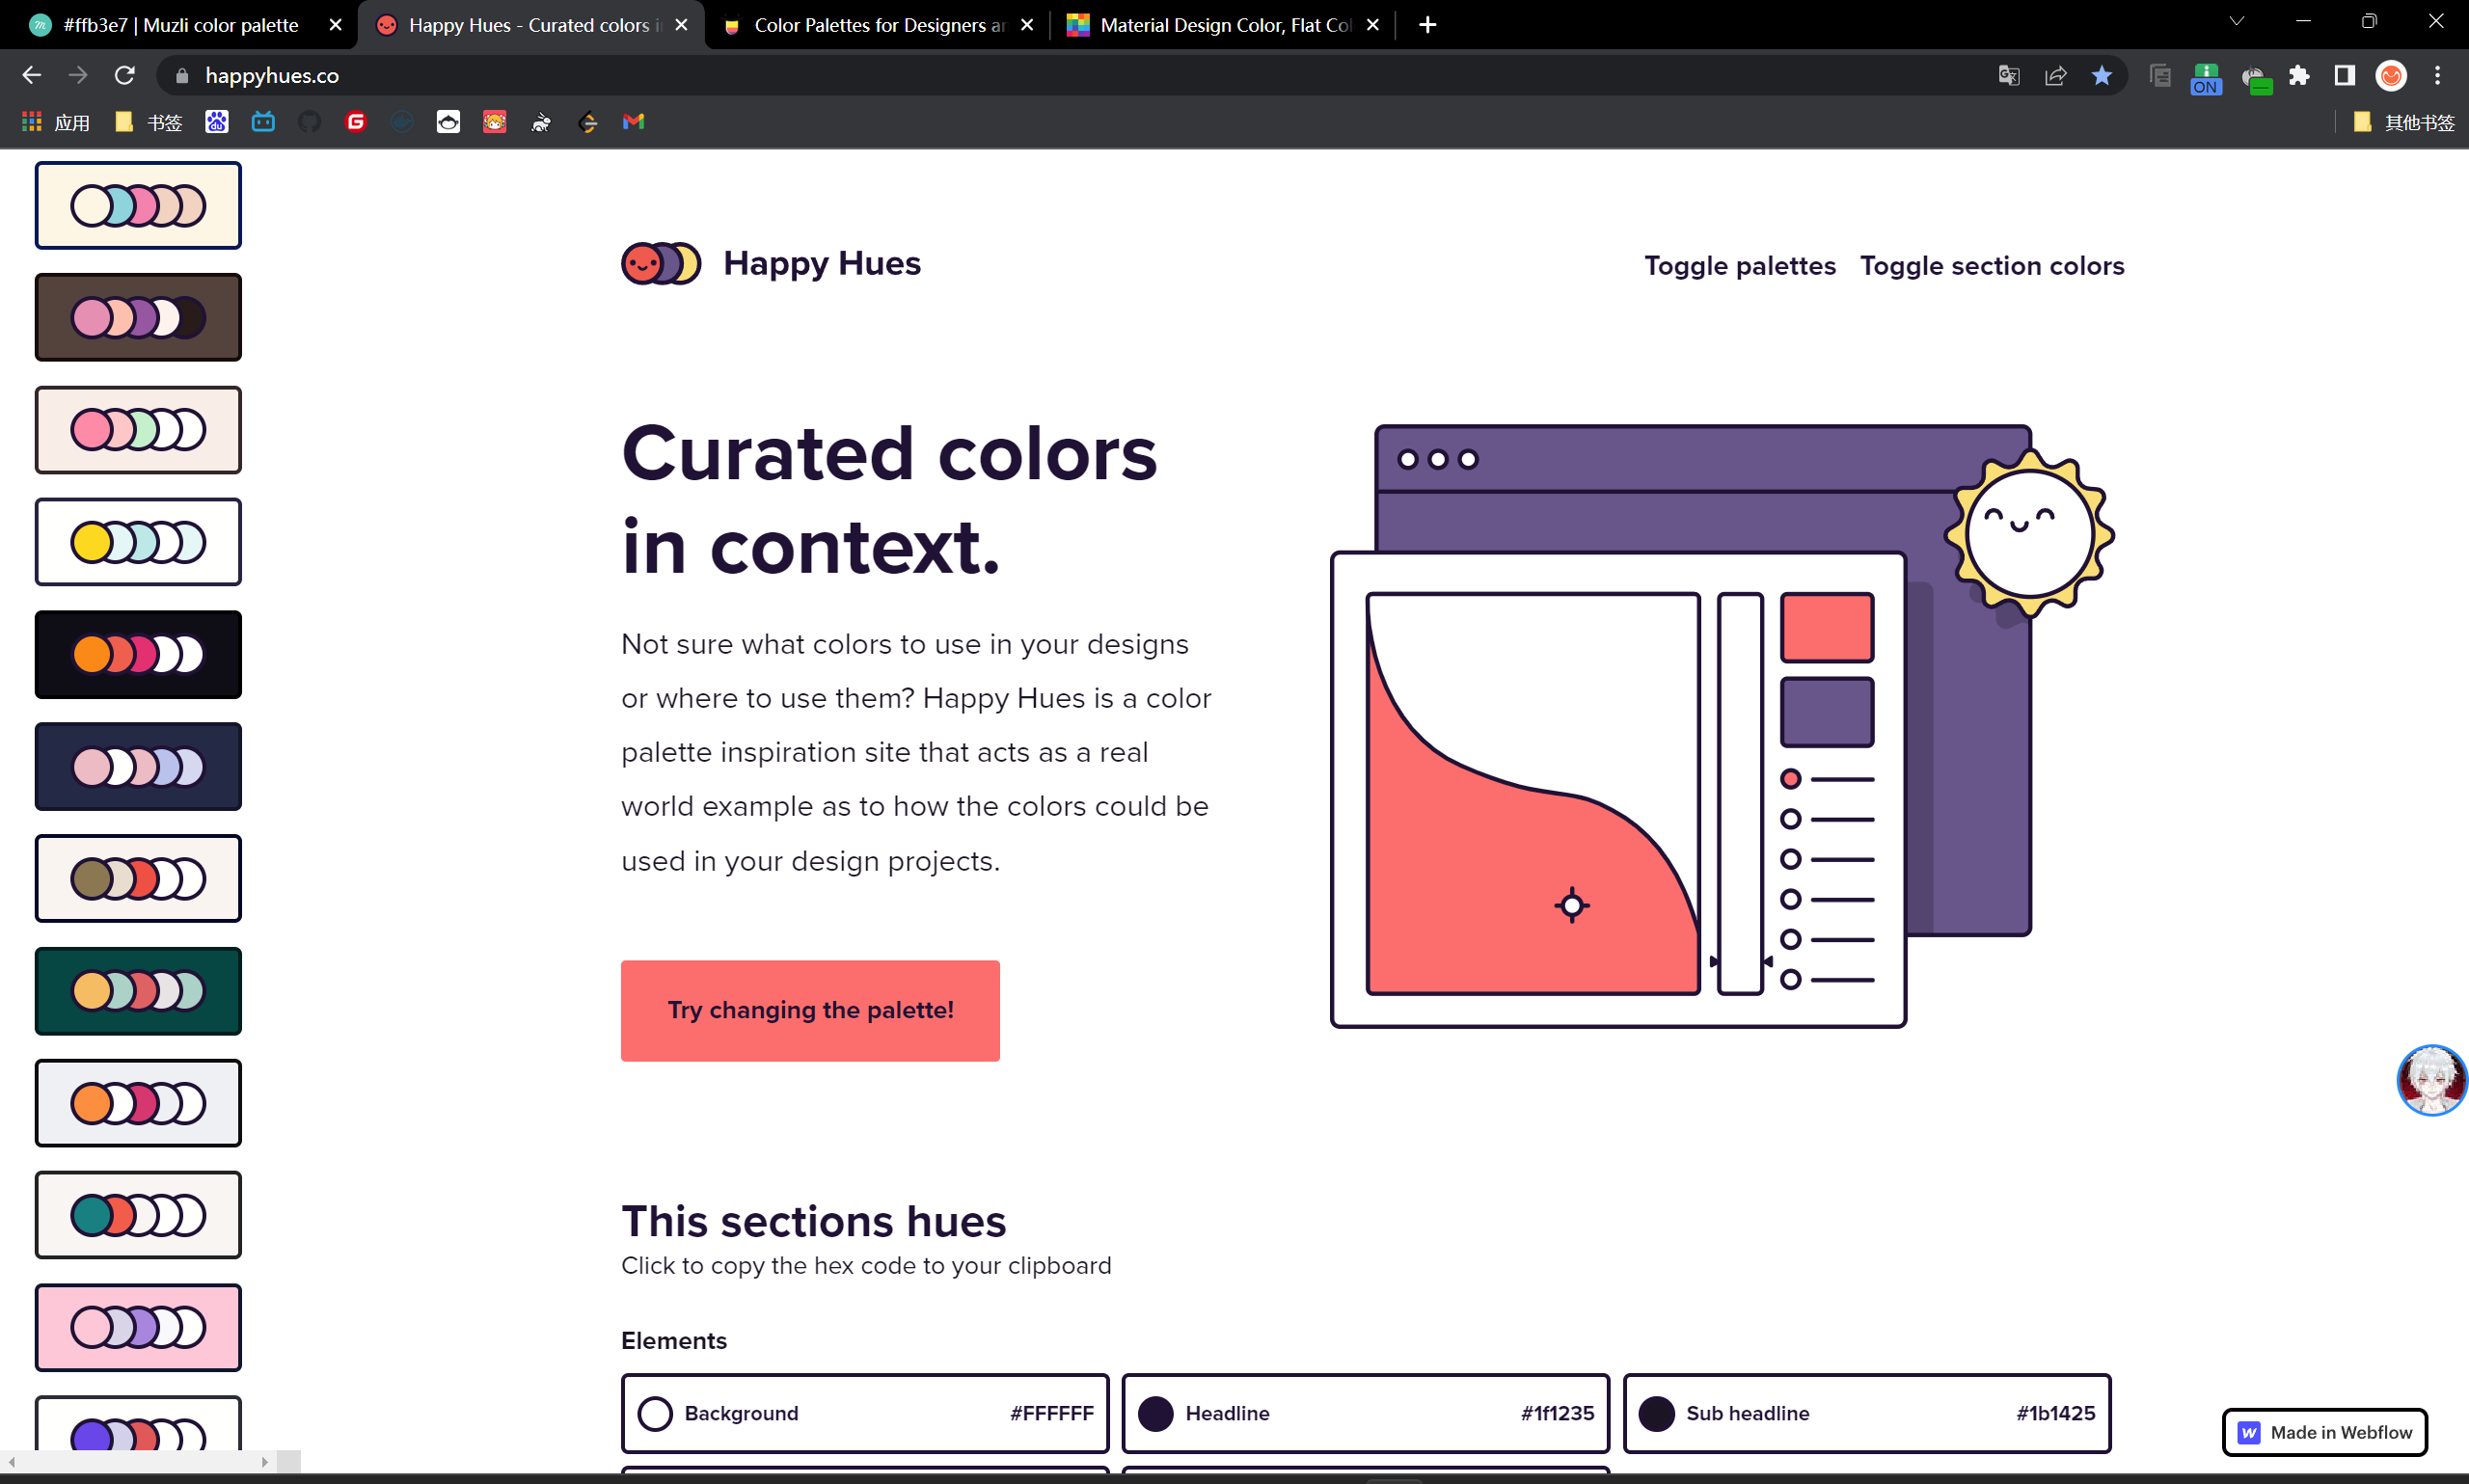 #ffb3e7 | Muzli color palette
Happy Hues - Curated colors i
Color Palettes for Designers ar
Material Design Color, Flat Col
happyhues.co
ON
应用
书签
du
其他书签
Happy Hues
Toggle palettes
Toggle section colors
Curated colors
in context.
Not sure what colors to use in your designs
or where to use them? Happy Hues is a color
palette inspiration site that acts as a real
world example as to how the colors could be
used in your design projects.
Try changing the palette!
This sections hues
Click to copy the hex code to your clipboard
Elements
Background #FFFFFF
Headline #1f1235
Sub headline #1b1425
Made in Webflow